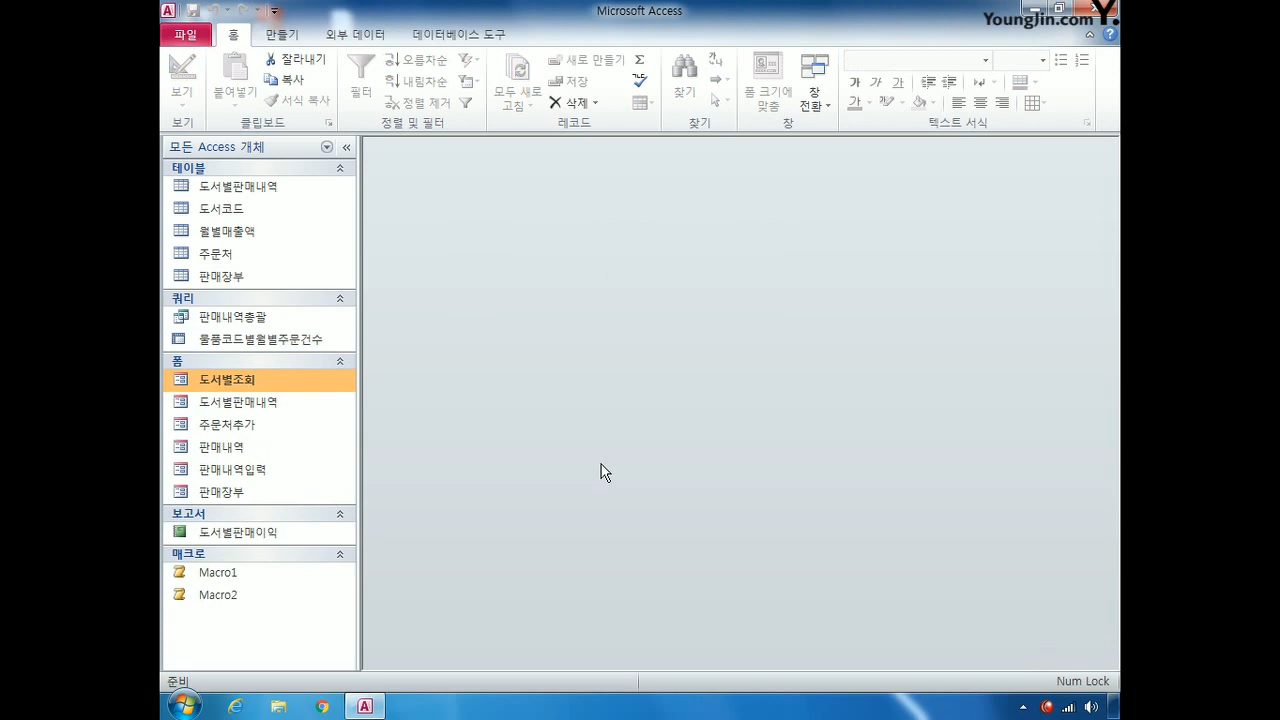 Microsoft Access
YoungJin.com Y.
파일 홈 만들기 외부 데이터 데이터베이스 도구
보기
붙여넣기
잘라내기
복사
서식 복사
필터
오름차순
내림차순
정렬 제거
모두 새로 고침
새로 만들기
저장
삭제
찾기
폼 크기에 맞춤
창 전환
가 가 가
가
보기 클립보드 정렬 및 필터 레코드 찾기 창 텍스트 서식
모든 Access 개체
테이블
도서별판매내역
도서코드
월별매출액
주문처
판매장부
쿼리
판매내역총괄
물품코드별월별주문건수
폼
도서별조회
도서별판매내역
주문처추가
판매내역
판매내역입력
판매장부
보고서
도서별판매이익
매크로
Macro1
Macro2
준비
Num Lock